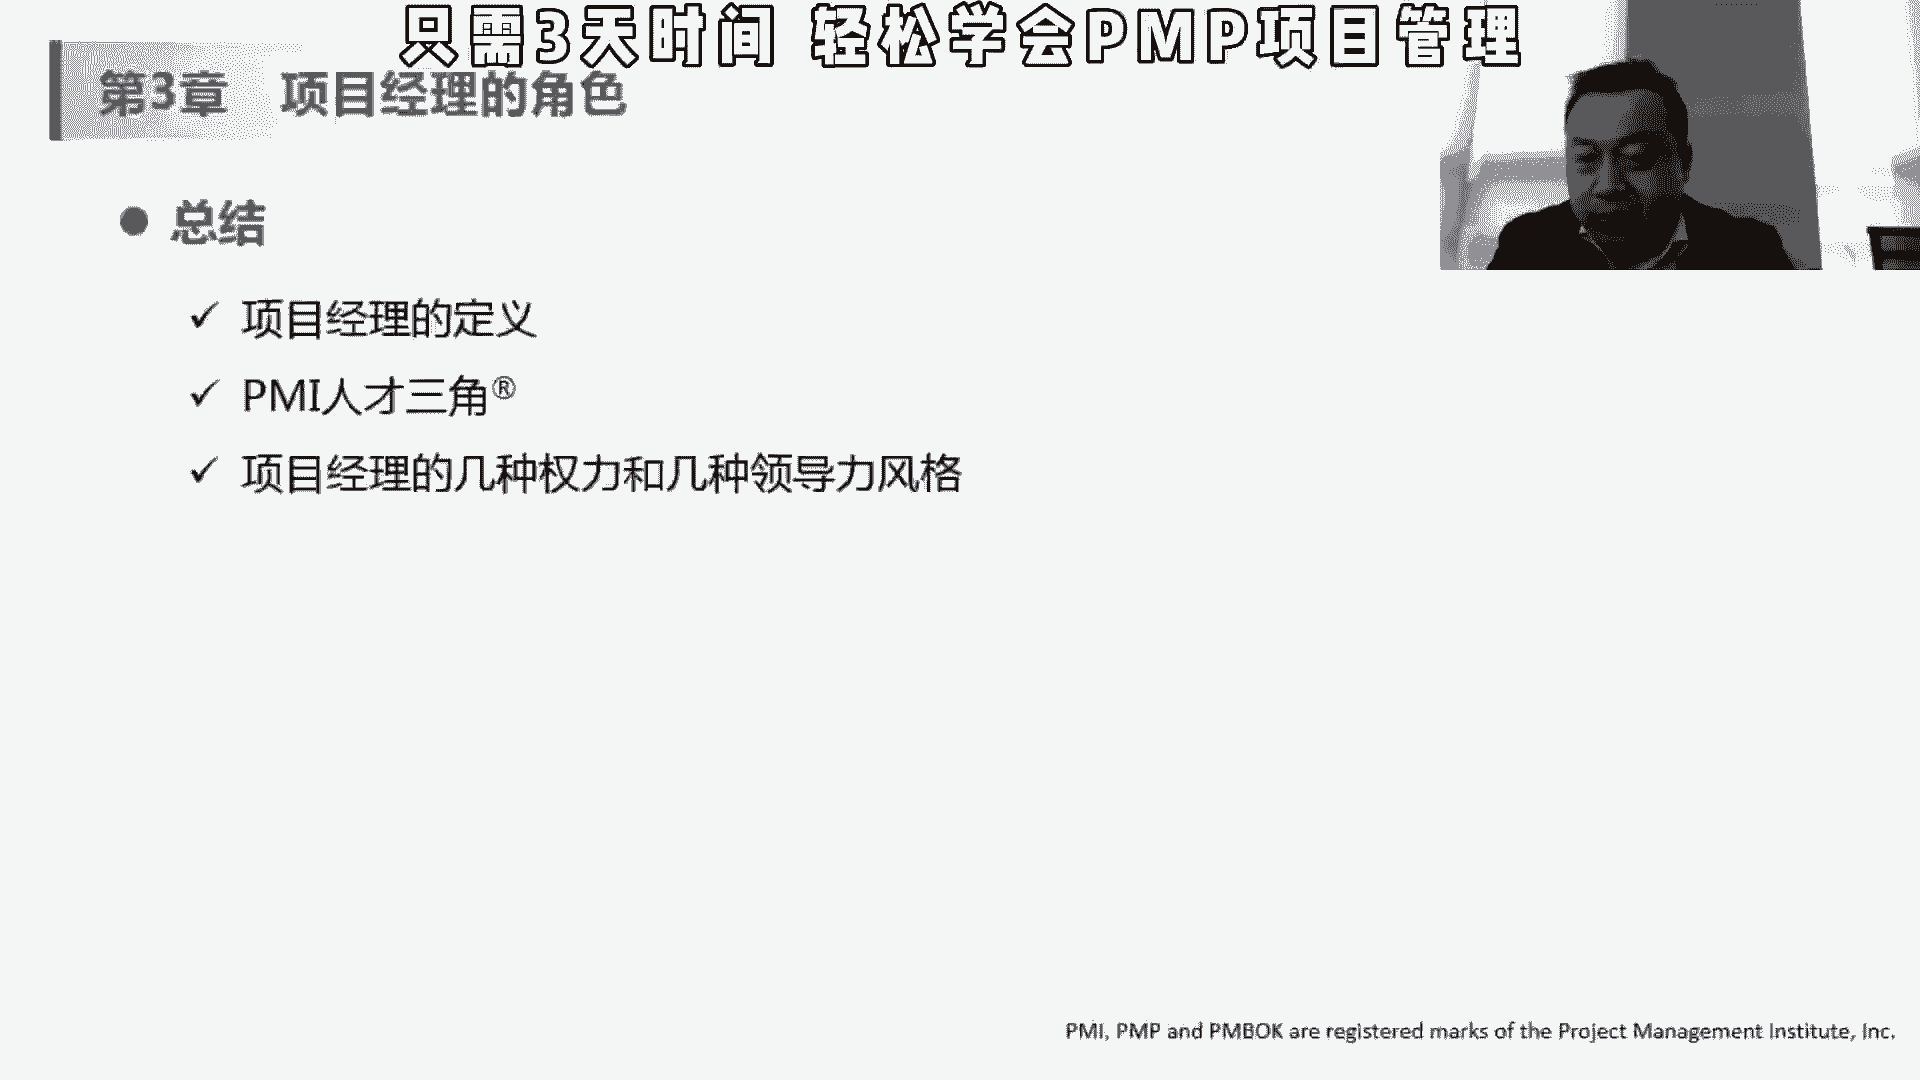 只需3天时间 轻松学会PMP项目管理
第3章 项目经理的角色
总结
项目经理的定义
PMI人才三角®
项目经理的几种权力和几种领导力风格
PMI, PMP and PMBOK are registered marks of the Project Management Institute, Inc.